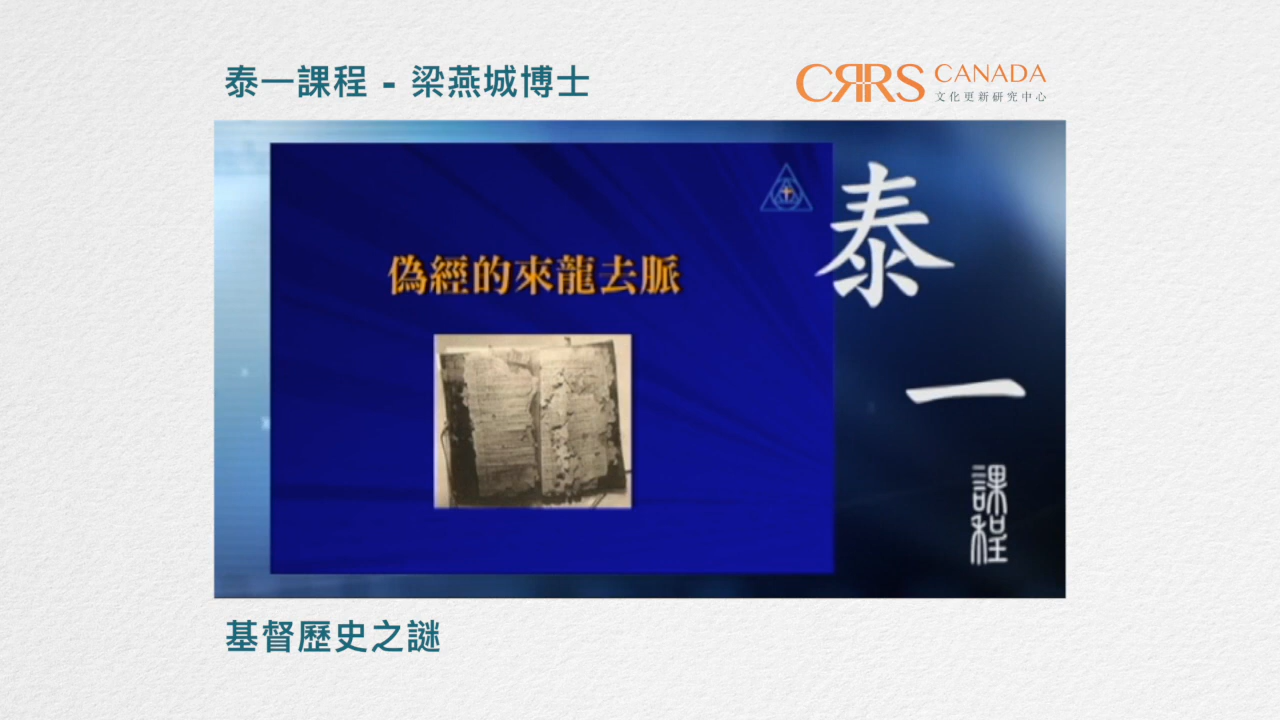 泰一課程 - 梁燕城博士
CRRS CANADA
文化更新研究中心
偽經的來龍去脈
泰一
課程
基督歷史之謎